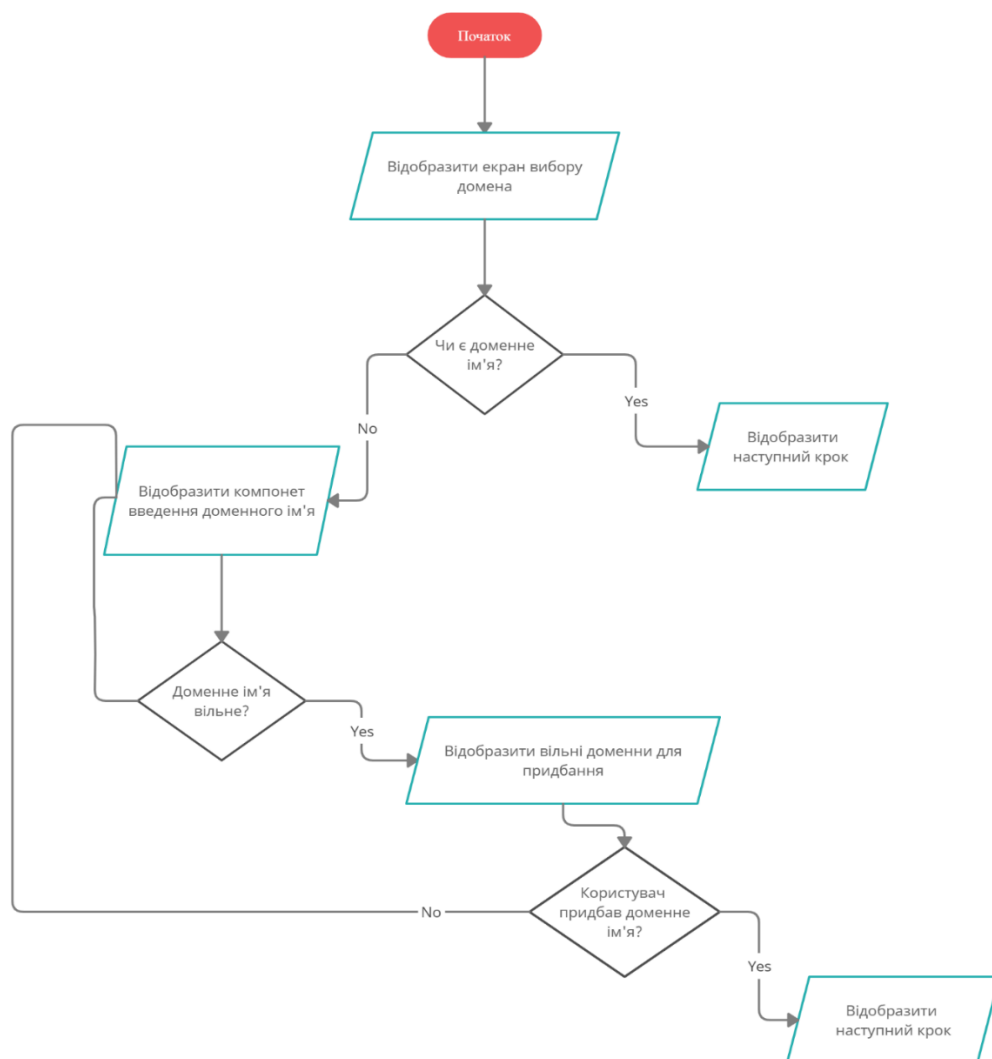 Початок
Відобразити екран вибору
домена
Чи є доменне
ім'я?
Yes
No
Відобразити
наступний крок
Відобразити компонет
введення доменного ім'я
Доменне ім'я
вільне?
Yes
Відобразити вільні доменни для
придбання
Користувач
придбав доменне
ім'я?
No
Yes
Відобразити
наступний крок